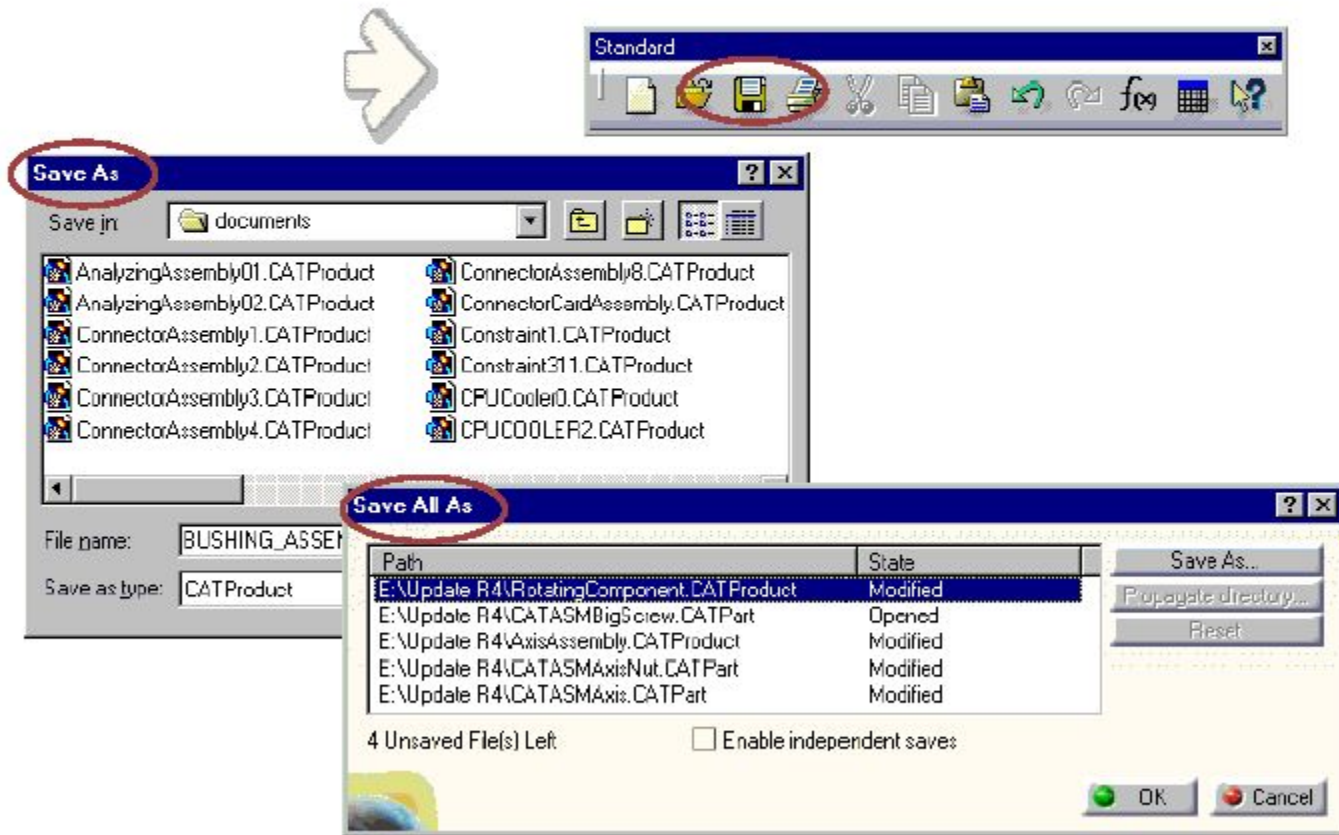 Standard
f(x)
Save As
Save in:
documents
AnalyzingAssembly01.CATProduct
AnalyzingAssembly02.CATProduct
ConnectorAssembly1.CATProduct
ConnectorAssembly2.CATProduct
ConnectorAssembly3.CATProduct
ConnectorAssembly4.CATProduct
ConnectorAssembly8.CATProduct
ConnectorCardAssembly.CATProduct
Constraint1.CATProduct
Constraint311.CATProduct
CPUCooler0.CATProduct
CPUCOOLER2.CATProduct
File name:
BUSHING_ASSEM
Save as type:
CATProduct
Save All As
Path State
E:\Update R4\RotatingComponent.CATProduct Modified
E:\Update R4\CATASMBigScrew.CATPart Opened
E:\Update R4\AxisAssembly.CATProduct Modified
E:\Update R4\CATASMAxisNut.CATPart Modified
E:\Update R4\CATASMAxis.CATPart Modified
Save As...
Propagate directory...
Reset
4 Unsaved File(s) Left
Enable independent saves
OK
Cancel